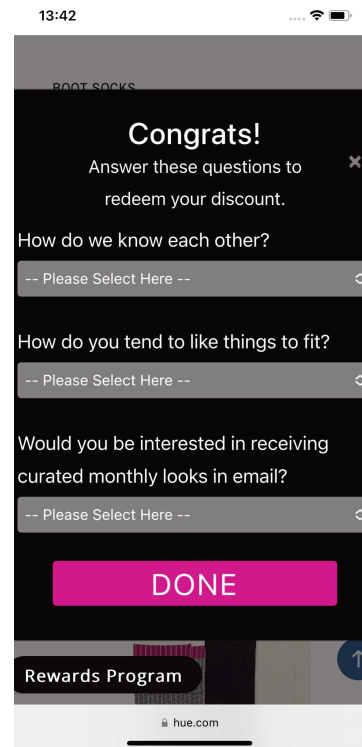 13:42
BOOT SOCKS
Congrats!
Answer these questions to
redeem your discount.
How do we know each other?
-- Please Select Here --
How do you tend to like things to fit?
-- Please Select Here --
Would you be interested in receiving
curated monthly looks in email?
-- Please Select Here --
DONE
Rewards Program
hue.com